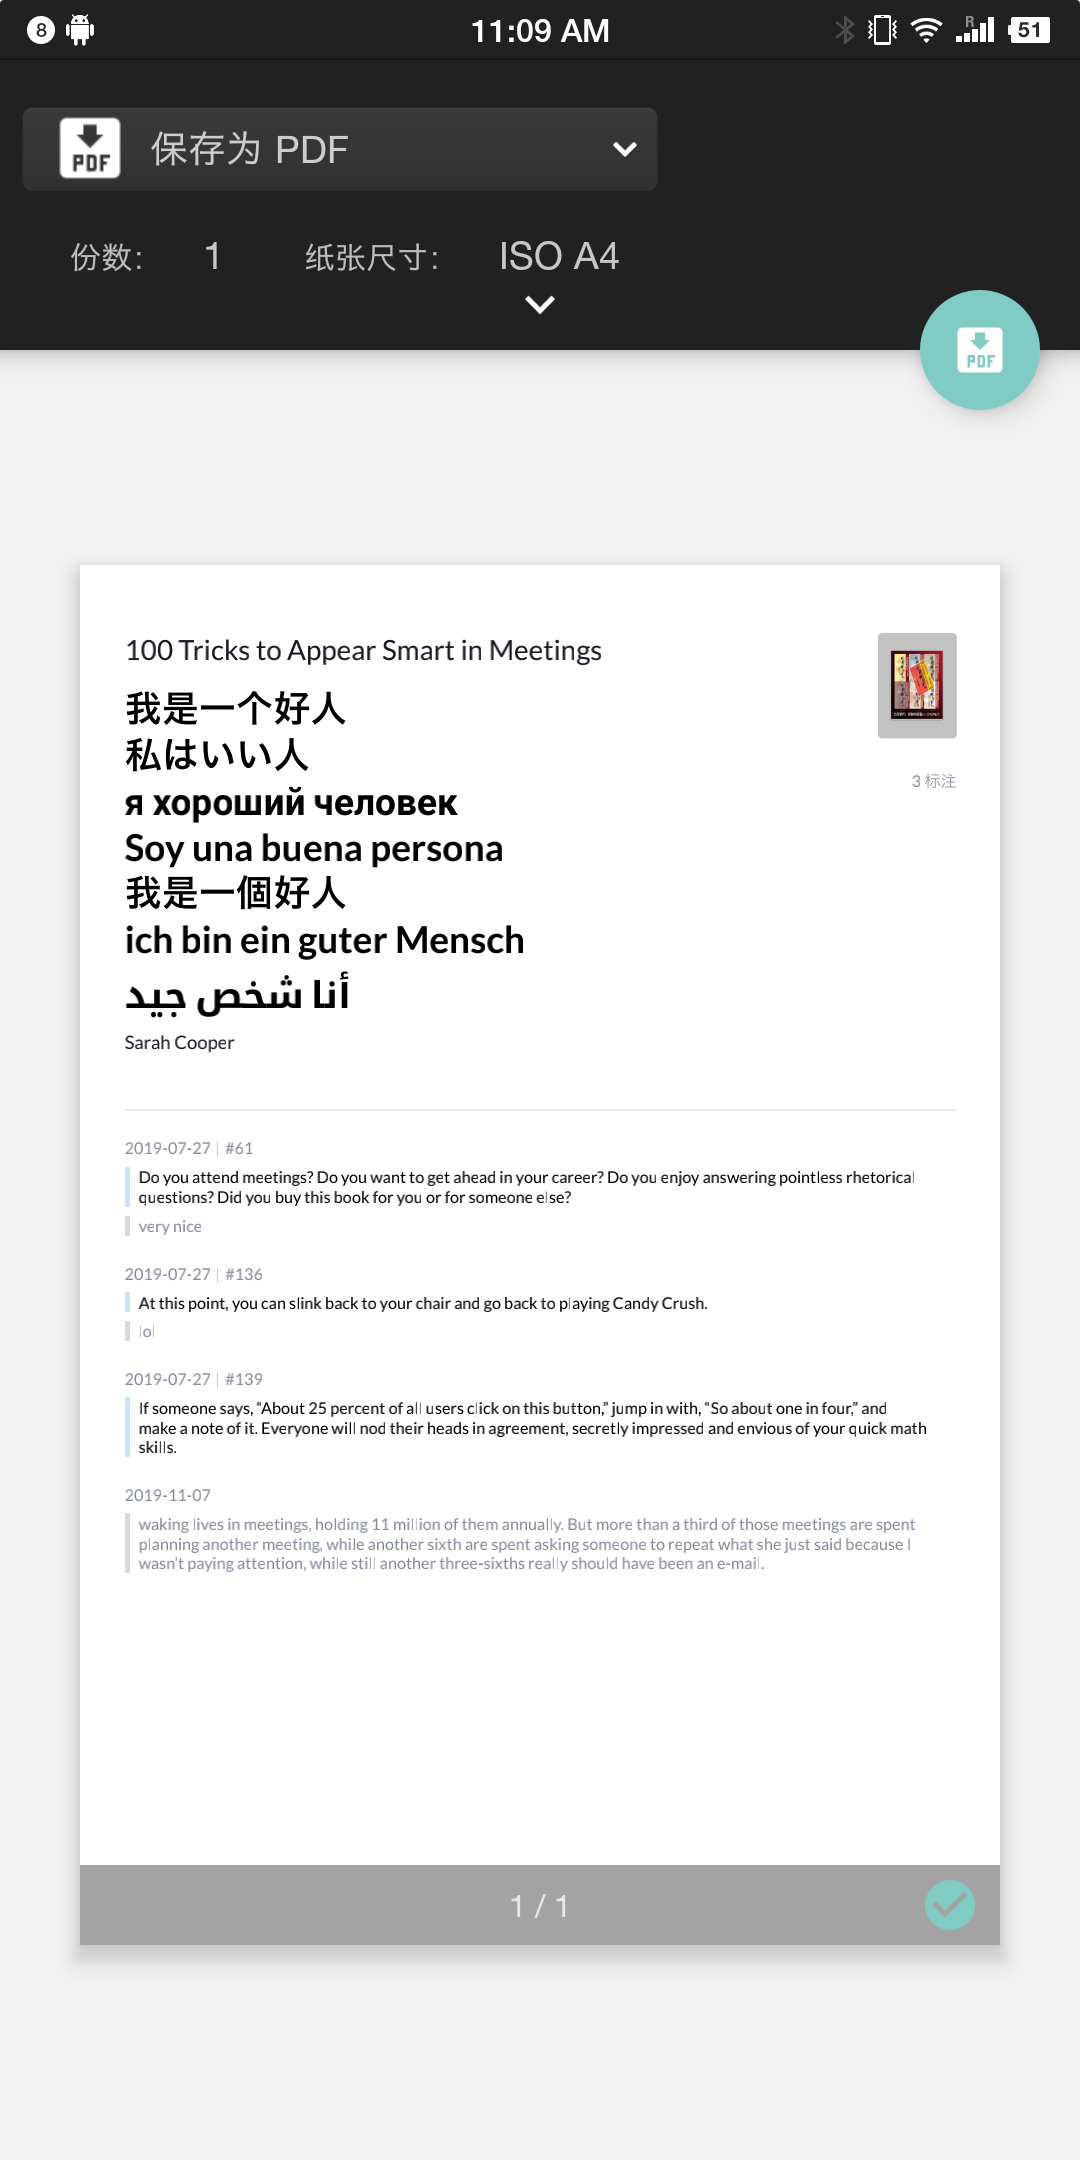 8
11:09 AM
R
51
PDF
保存为 PDF
份数: 1 纸张尺寸: ISO A4
PDF
100 Tricks to Appear Smart in Meetings
我是一个好人
私はいい人
я хороший человек
Soy una buena persona
我是一個好人
ich bin ein guter Mensch
أنا شخص جيد
Sarah Cooper
3 标注
2019-07-27 | #61
Do you attend meetings? Do you want to get ahead in your career? Do you enjoy answering pointless rhetorical
questions? Did you buy this book for you or for someone else?
very nice
2019-07-27 | #136
At this point, you can slink back to your chair and go back to playing Candy Crush.
lol
2019-07-27 | #139
If someone says, “About 25 percent of all users click on this button,” jump in with, “So about one in four,” and
make a note of it. Everyone will nod their heads in agreement, secretly impressed and envious of your quick math
skills.
2019-11-07
waking lives in meetings, holding 11 million of them annually. But more than a third of those meetings are spent
planning another meeting, while another sixth are spent asking someone to repeat what she just said because I
wasn't paying attention, while still another three-sixths really should have been an e-mail.
1 / 1